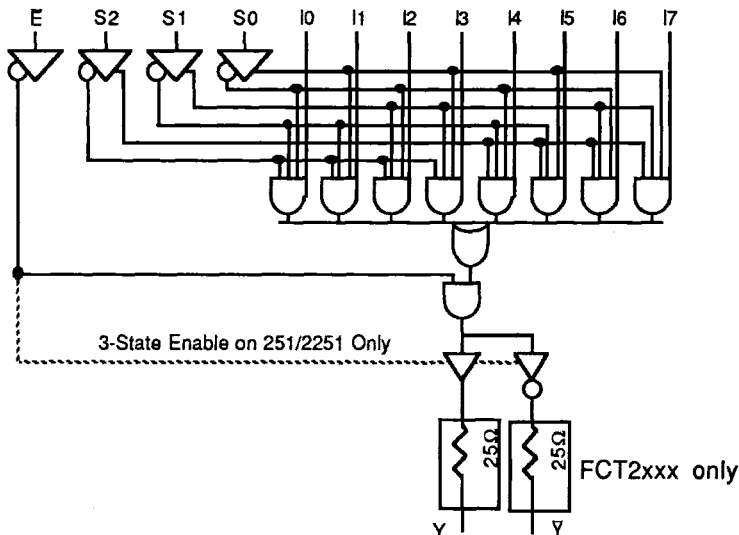 E̅ S2 S1 S0 I0 I1 I2 I3 I4 I5 I6 I7
3-State Enable on 251/2251 Only
25Ω 25Ω
FCT2xxx only
Y Y̅